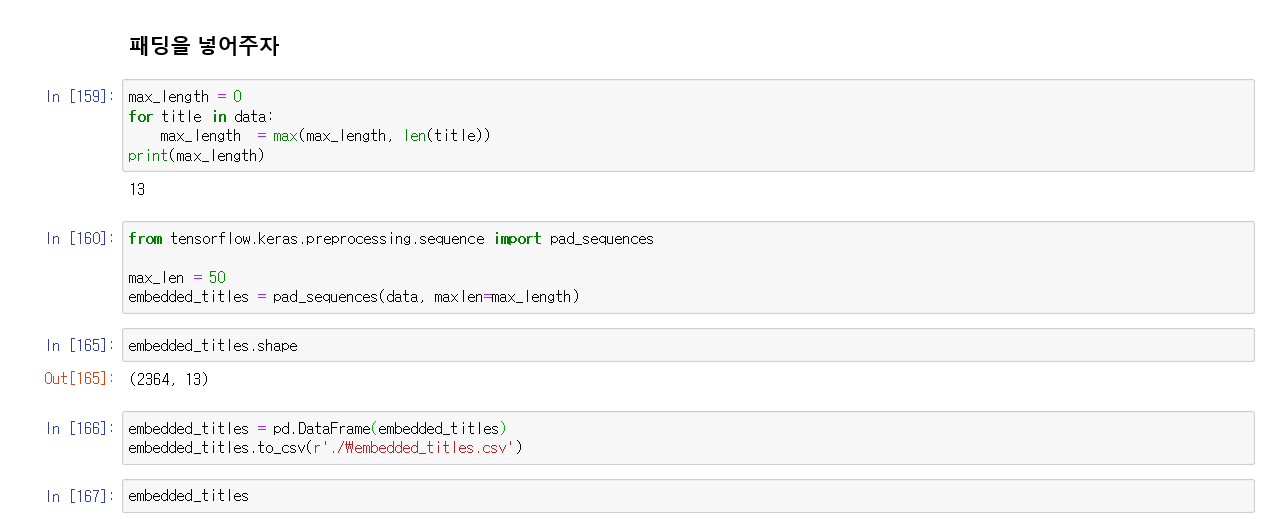 패딩을 넣어주자
In [159]:
max_length = 0
for title in data:
    max_length  = max(max_length, len(title))
print(max_length)
13
In [160]:
from tensorflow.keras.preprocessing.sequence import pad_sequences
max_len = 50
embedded_titles = pad_sequences(data, maxlen=max_length)
In [165]:
embedded_titles.shape
Out[165]:
(2364, 13)
In [166]:
embedded_titles = pd.DataFrame(embedded_titles)
embedded_titles.to_csv(r'./₩embedded_titles.csv')
In [167]:
embedded_titles